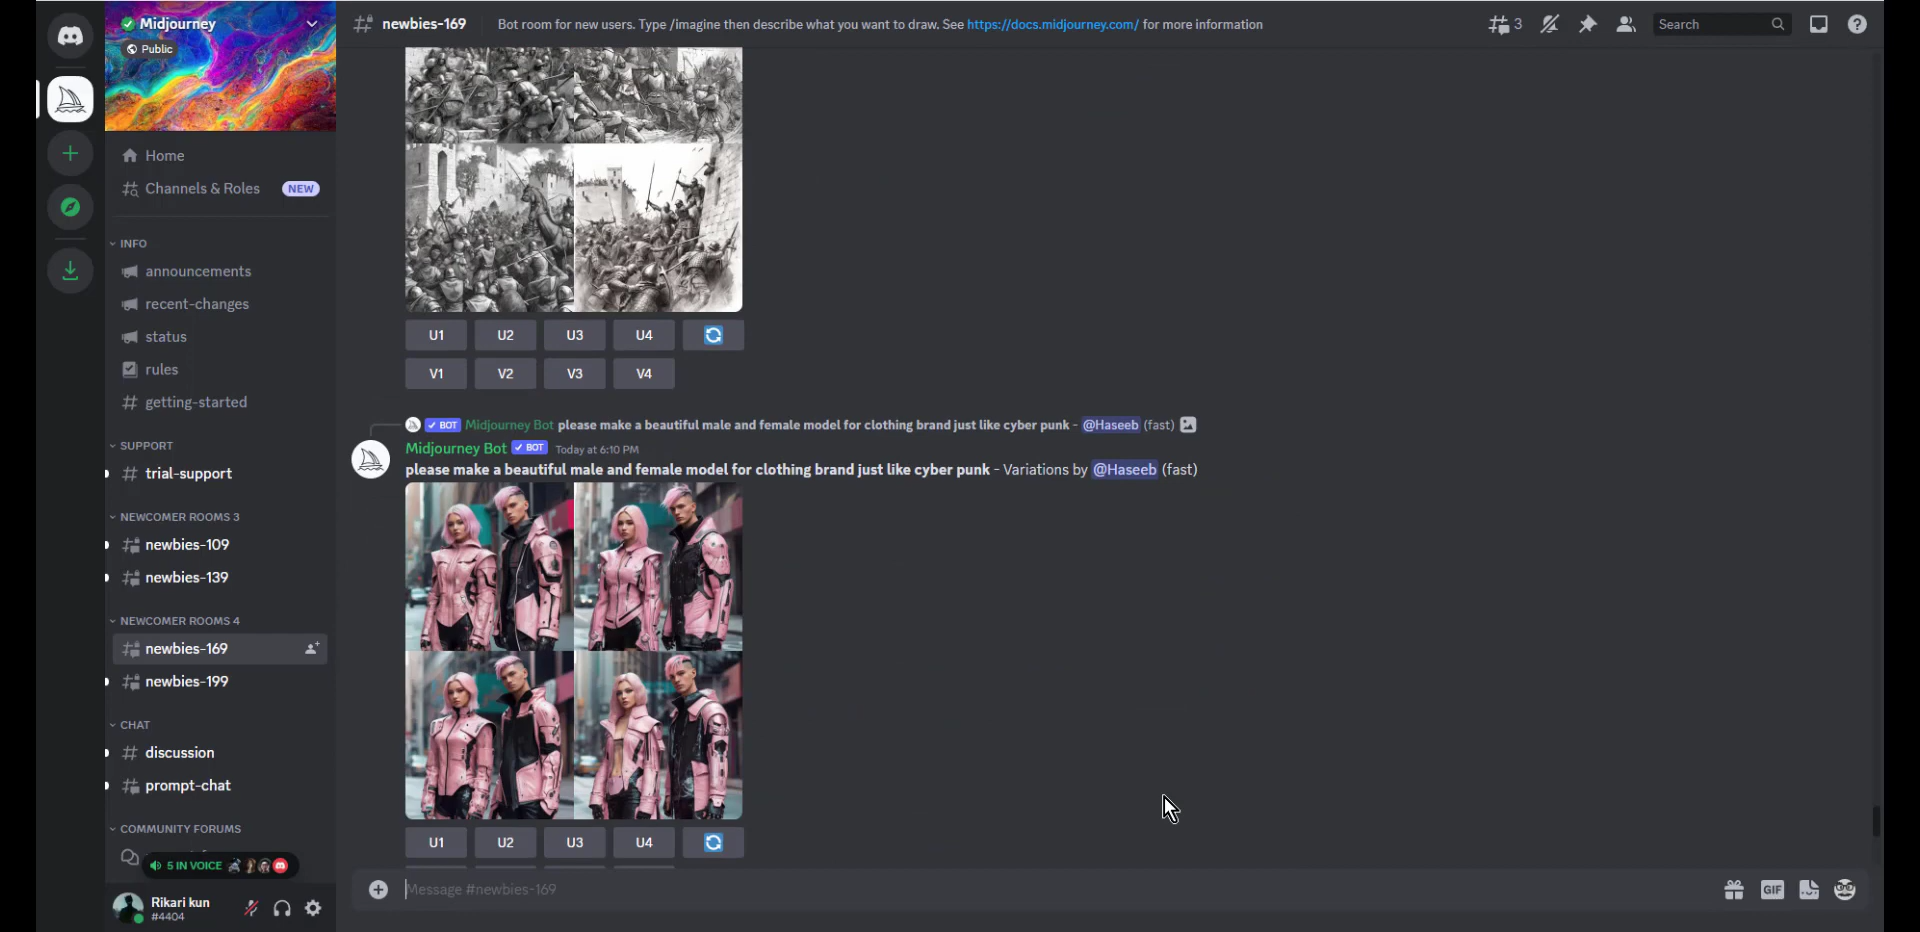 Midjourney
Public
Home
Channels & Roles NEW
INFO
announcements
recent-changes
status
rules
getting-started
SUPPORT
trial-support
NEWCOMER ROOMS 3
newbies-109
newbies-139
NEWCOMER ROOMS 4
newbies-169
newbies-199
CHAT
discussion
prompt-chat
COMMUNITY FORUMS
5 IN VOICE
Rikari kun
#4404
newbies-169 Bot room for new users. Type /imagine then describe what you want to draw. See https://docs.midjourney.com/ for more information
3
Search
U1 U2 U3 U4
V1 V2 V3 V4
BOT Midjourney Bot please make a beautiful male and female model for clothing brand just like cyber punk - @Haseeb (fast)
Midjourney Bot BOT Today at 6:10 PM
please make a beautiful male and female model for clothing brand just like cyber punk - Variations by @Haseeb (fast)
U1 U2 U3 U4
Message #newbies-169
GIF